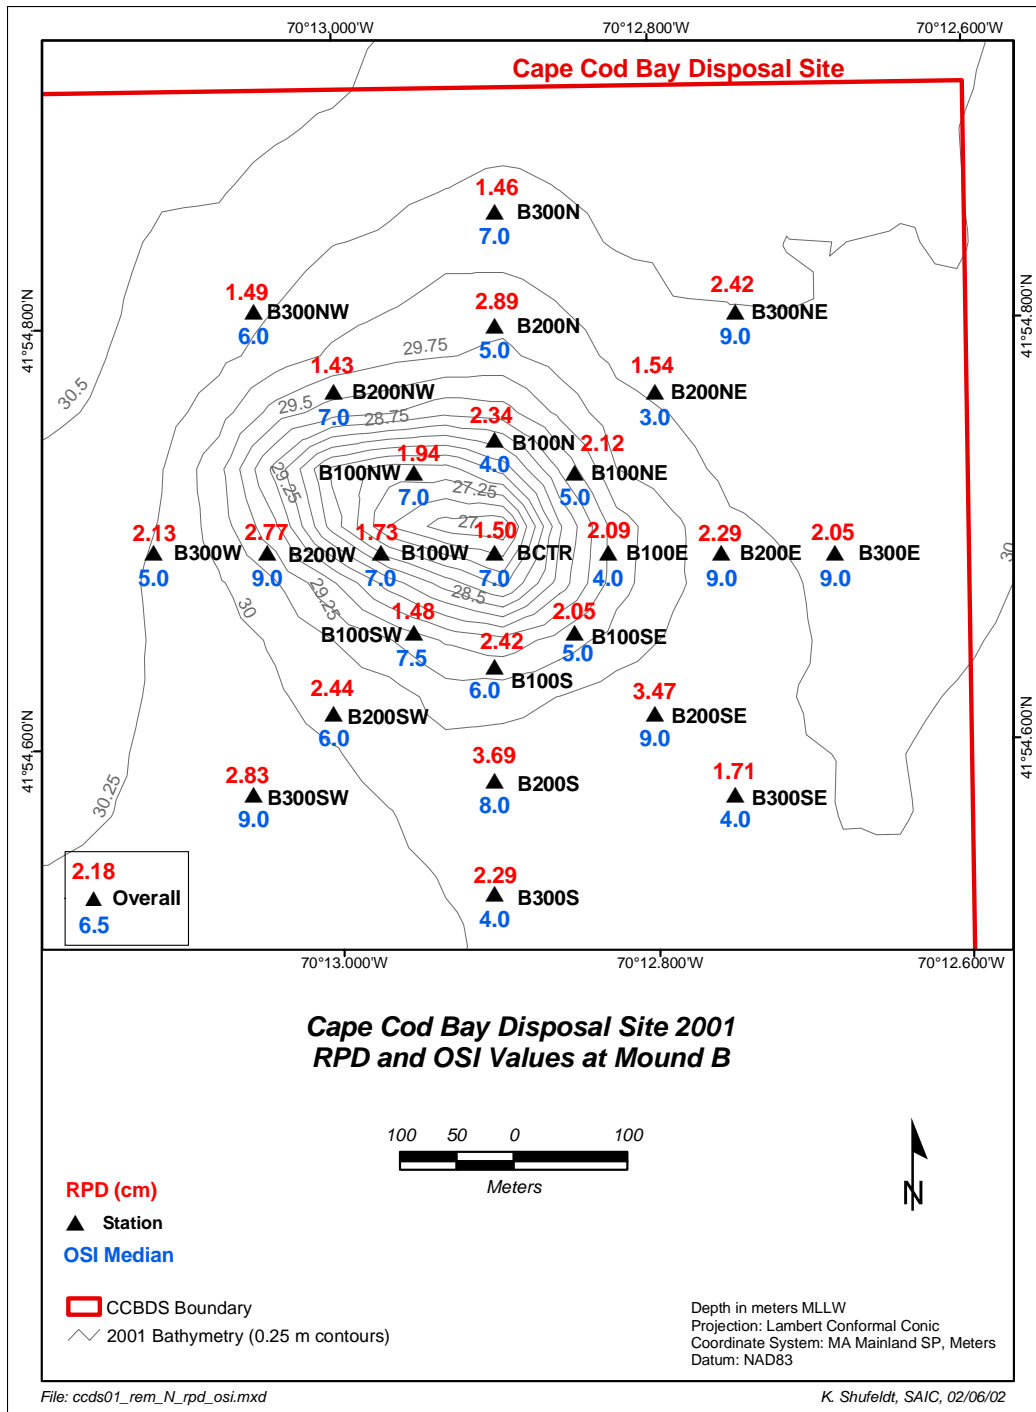 70°13.000'W 70°12.800'W 70°12.600'W
Cape Cod Bay Disposal Site
1.46
B300N
7.0
1.49
B300NW
6.0
2.89
B200N
5.0
2.42
B300NE
9.0
41°54.800'N
41°54.800'N
29.75
30.5
1.43
B200NW
7.0
1.54
B200NE
3.0
29.5
28.75
2.34
B100N
4.0
2.12
B100NE
5.0
1.94
B100NW
7.0
29.25
27.25
27
2.13
B300W
5.0
2.77
B200W
9.0
1.73
B100W
7.0
1.50
BCTR
7.0
2.09
B100E
4.0
2.29
B200E
9.0
2.05
B300E
9.0
30
30
29.25
28.5
1.48
B100SW
7.5
2.42
B100S
6.0
2.05
B100SE
5.0
2.44
B200SW
6.0
3.47
B200SE
9.0
41°54.600'N
41°54.600'N
30.25
2.83
B300SW
9.0
3.69
B200S
8.0
1.71
B300SE
4.0
2.18
Overall
6.5
2.29
B300S
4.0
70°13.000'W 70°12.800'W 70°12.600'W
Cape Cod Bay Disposal Site 2001
RPD and OSI Values at Mound B
100 50 0 100
Meters
N
RPD (cm)
Station
OSI Median
CCBDS Boundary
2001 Bathymetry (0.25 m contours)
Depth in meters MLLW
Projection: Lambert Conformal Conic
Coordinate System: MA Mainland SP, Meters
Datum: NAD83
File: ccds01_rem_N_rpd_osi.mxd
K. Shufeldt, SAIC, 02/06/02